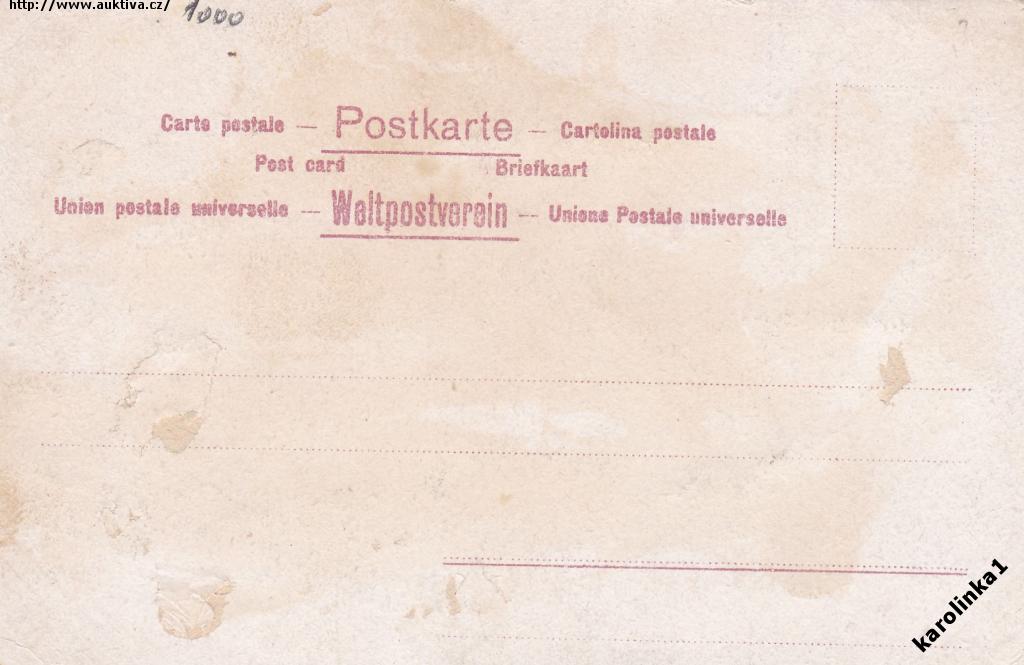 http://www.auktiva.cz/
1000
Carte postale — Postkarte — Cartolina postale
Post card Briefkaart
Union postale universelle — Weltpostverein — Unione Postale universelle
karolinka1